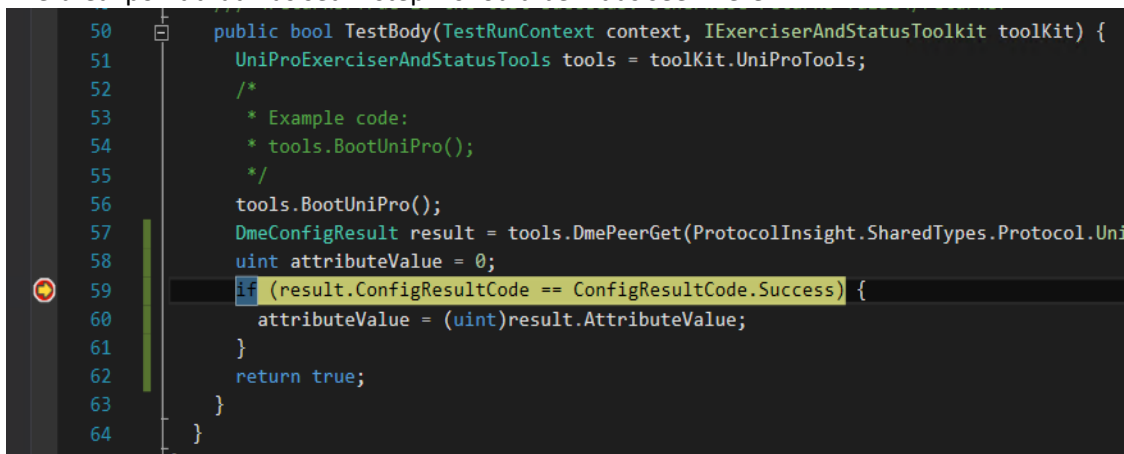 50 public bool TestBody(TestRunContext context, IExerciserAndStatusToolkit toolKit) {
51 UniProExerciserAndStatusTools tools = toolKit.UniProTools;
52 /*
53 * Example code:
54 * tools.BootUniPro();
55 */
56 tools.BootUniPro();
57 DmeConfigResult result = tools.DmePeerGet(ProtocolInsight.SharedTypes.Protocol.Uni
58 uint attributeValue = 0;
59 if (result.ConfigResultCode == ConfigResultCode.Success) {
60 attributeValue = (uint)result.AttributeValue;
61 }
62 return true;
63 }
64 }